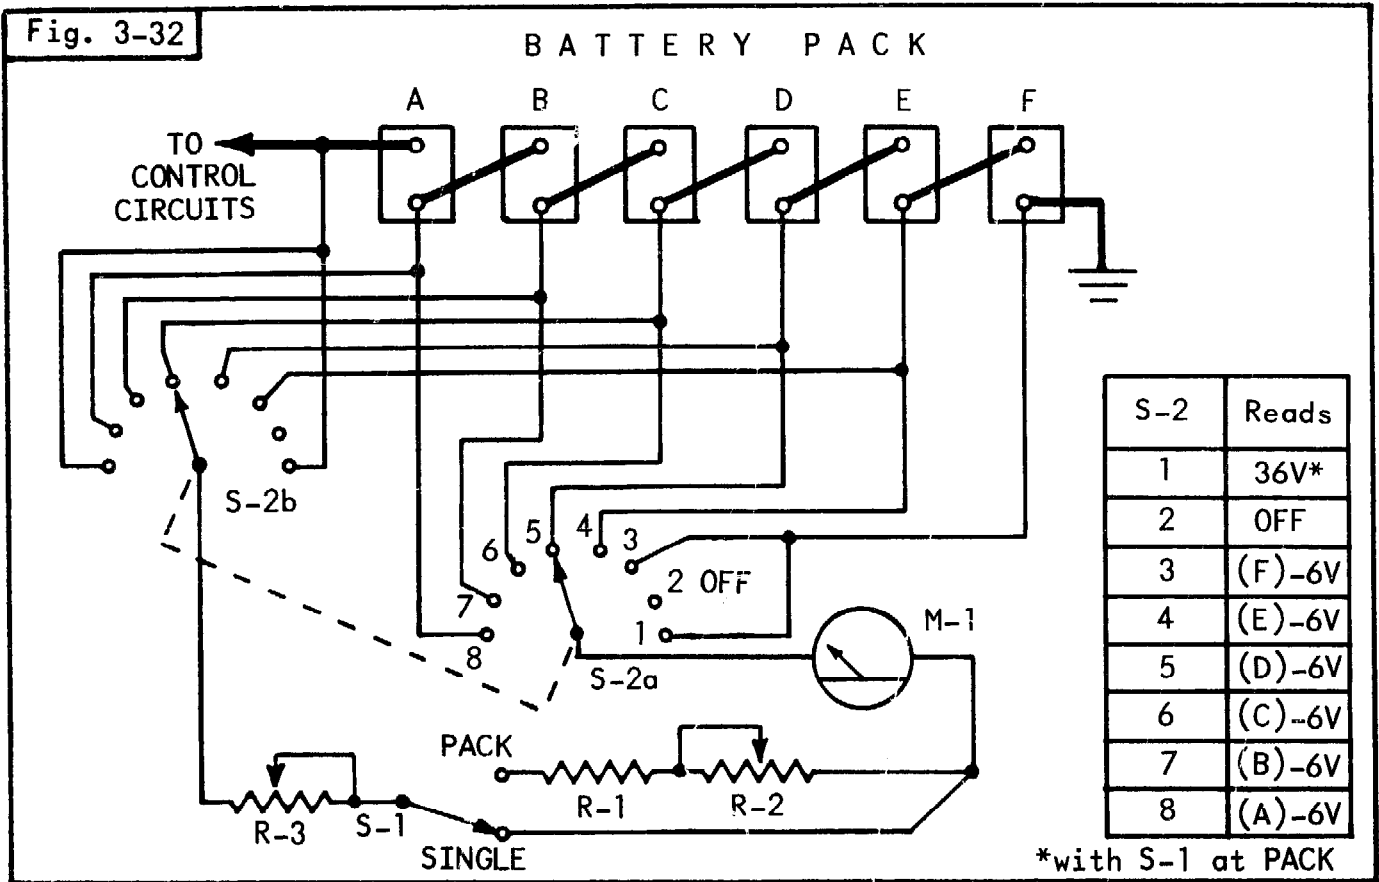 Fig. 3-32
BATTERY PACK
A B C D E F
TO
CONTROL
CIRCUITS
S-2b
8
7
6
5
4
3
2 OFF
1
S-2a
M-1
PACK
R-1
R-2
R-3
S-1
SINGLE
S-2 Reads
1 36V*
2 OFF
3 (F)-6V
4 (E)-6V
5 (D)-6V
6 (C)-6V
7 (B)-6V
8 (A)-6V
*with S-1 at PACK